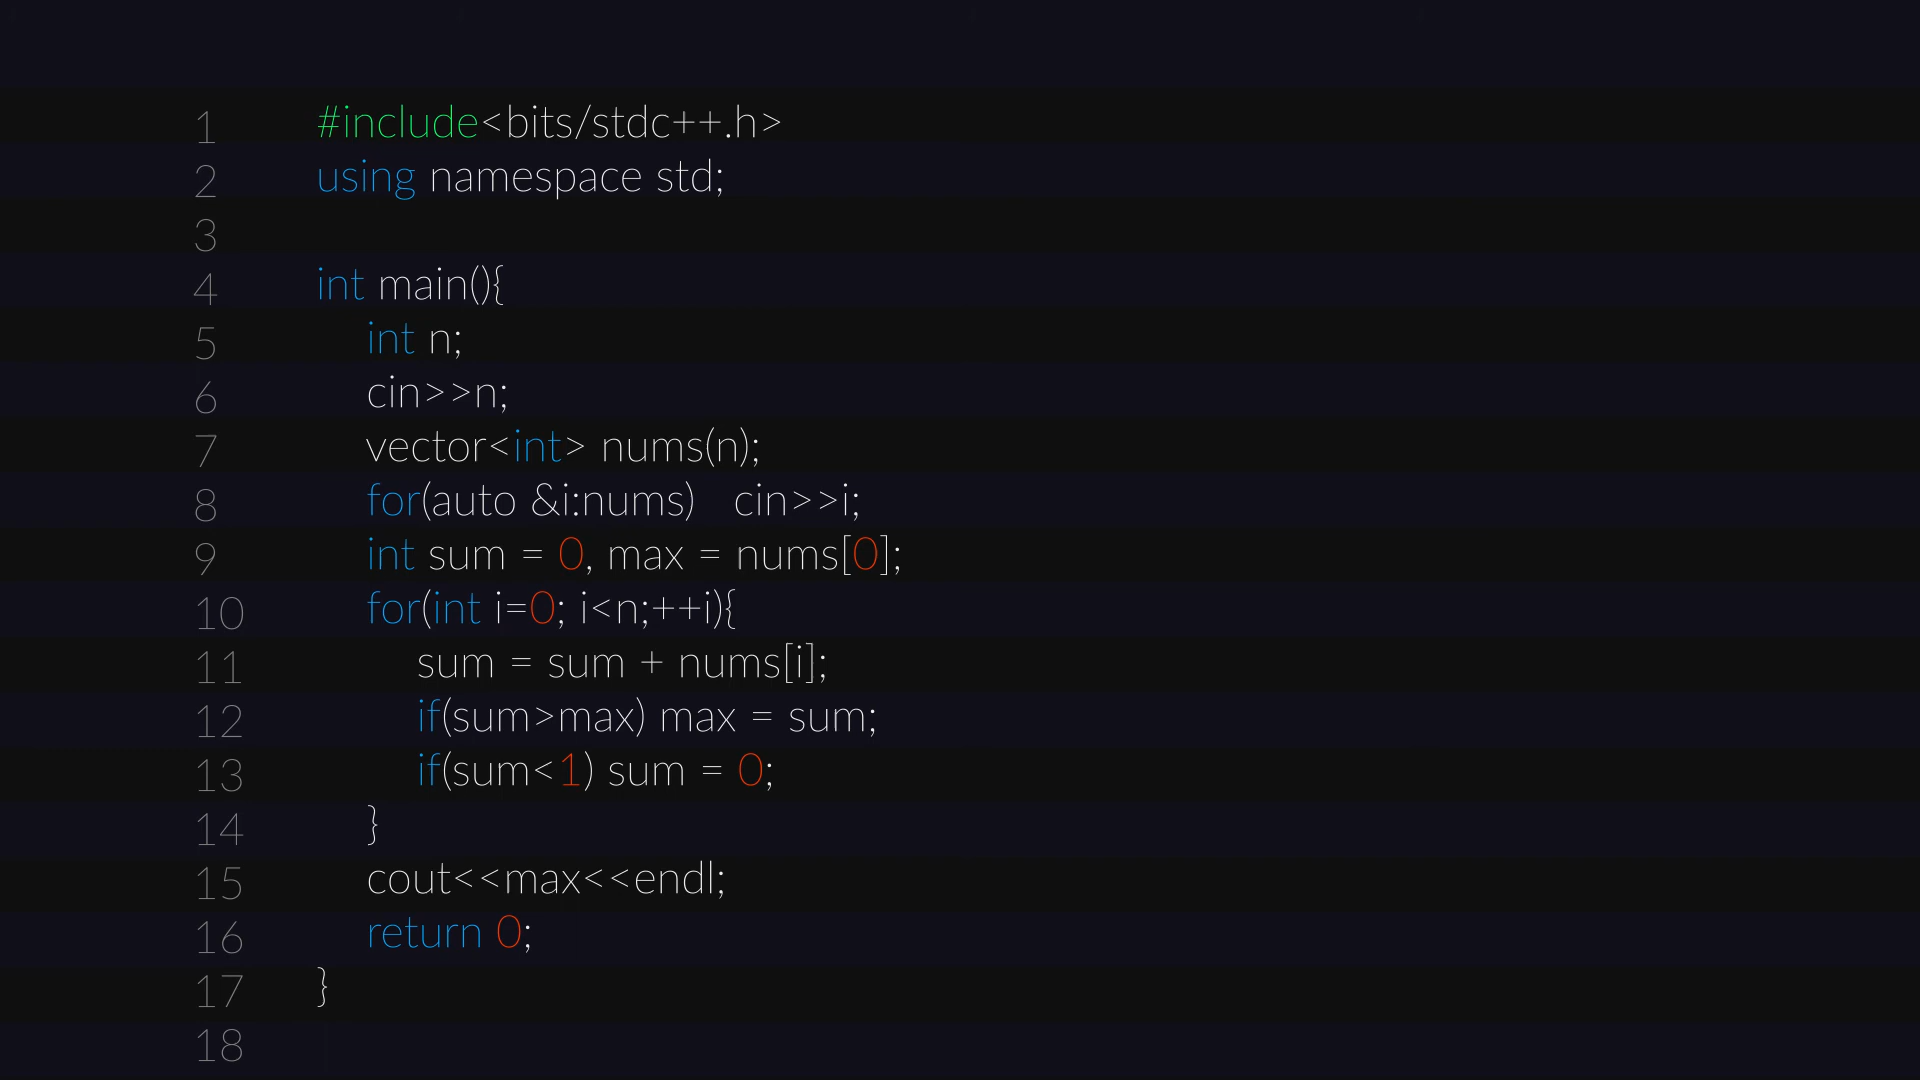 1 #include<bits/stdc++.h>
2 using namespace std;
3
4 int main(){
5 int n;
6 cin>>n;
7 vector<int> nums(n);
8 for(auto &i:nums) cin>>i;
9 int sum = 0, max = nums[0];
10 for(int i=0; i<n;++i){
11 sum = sum + nums[i];
12 if(sum>max) max = sum;
13 if(sum<1) sum = 0;
14 }
15 cout<<max<<endl;
16 return 0;
17 }
18